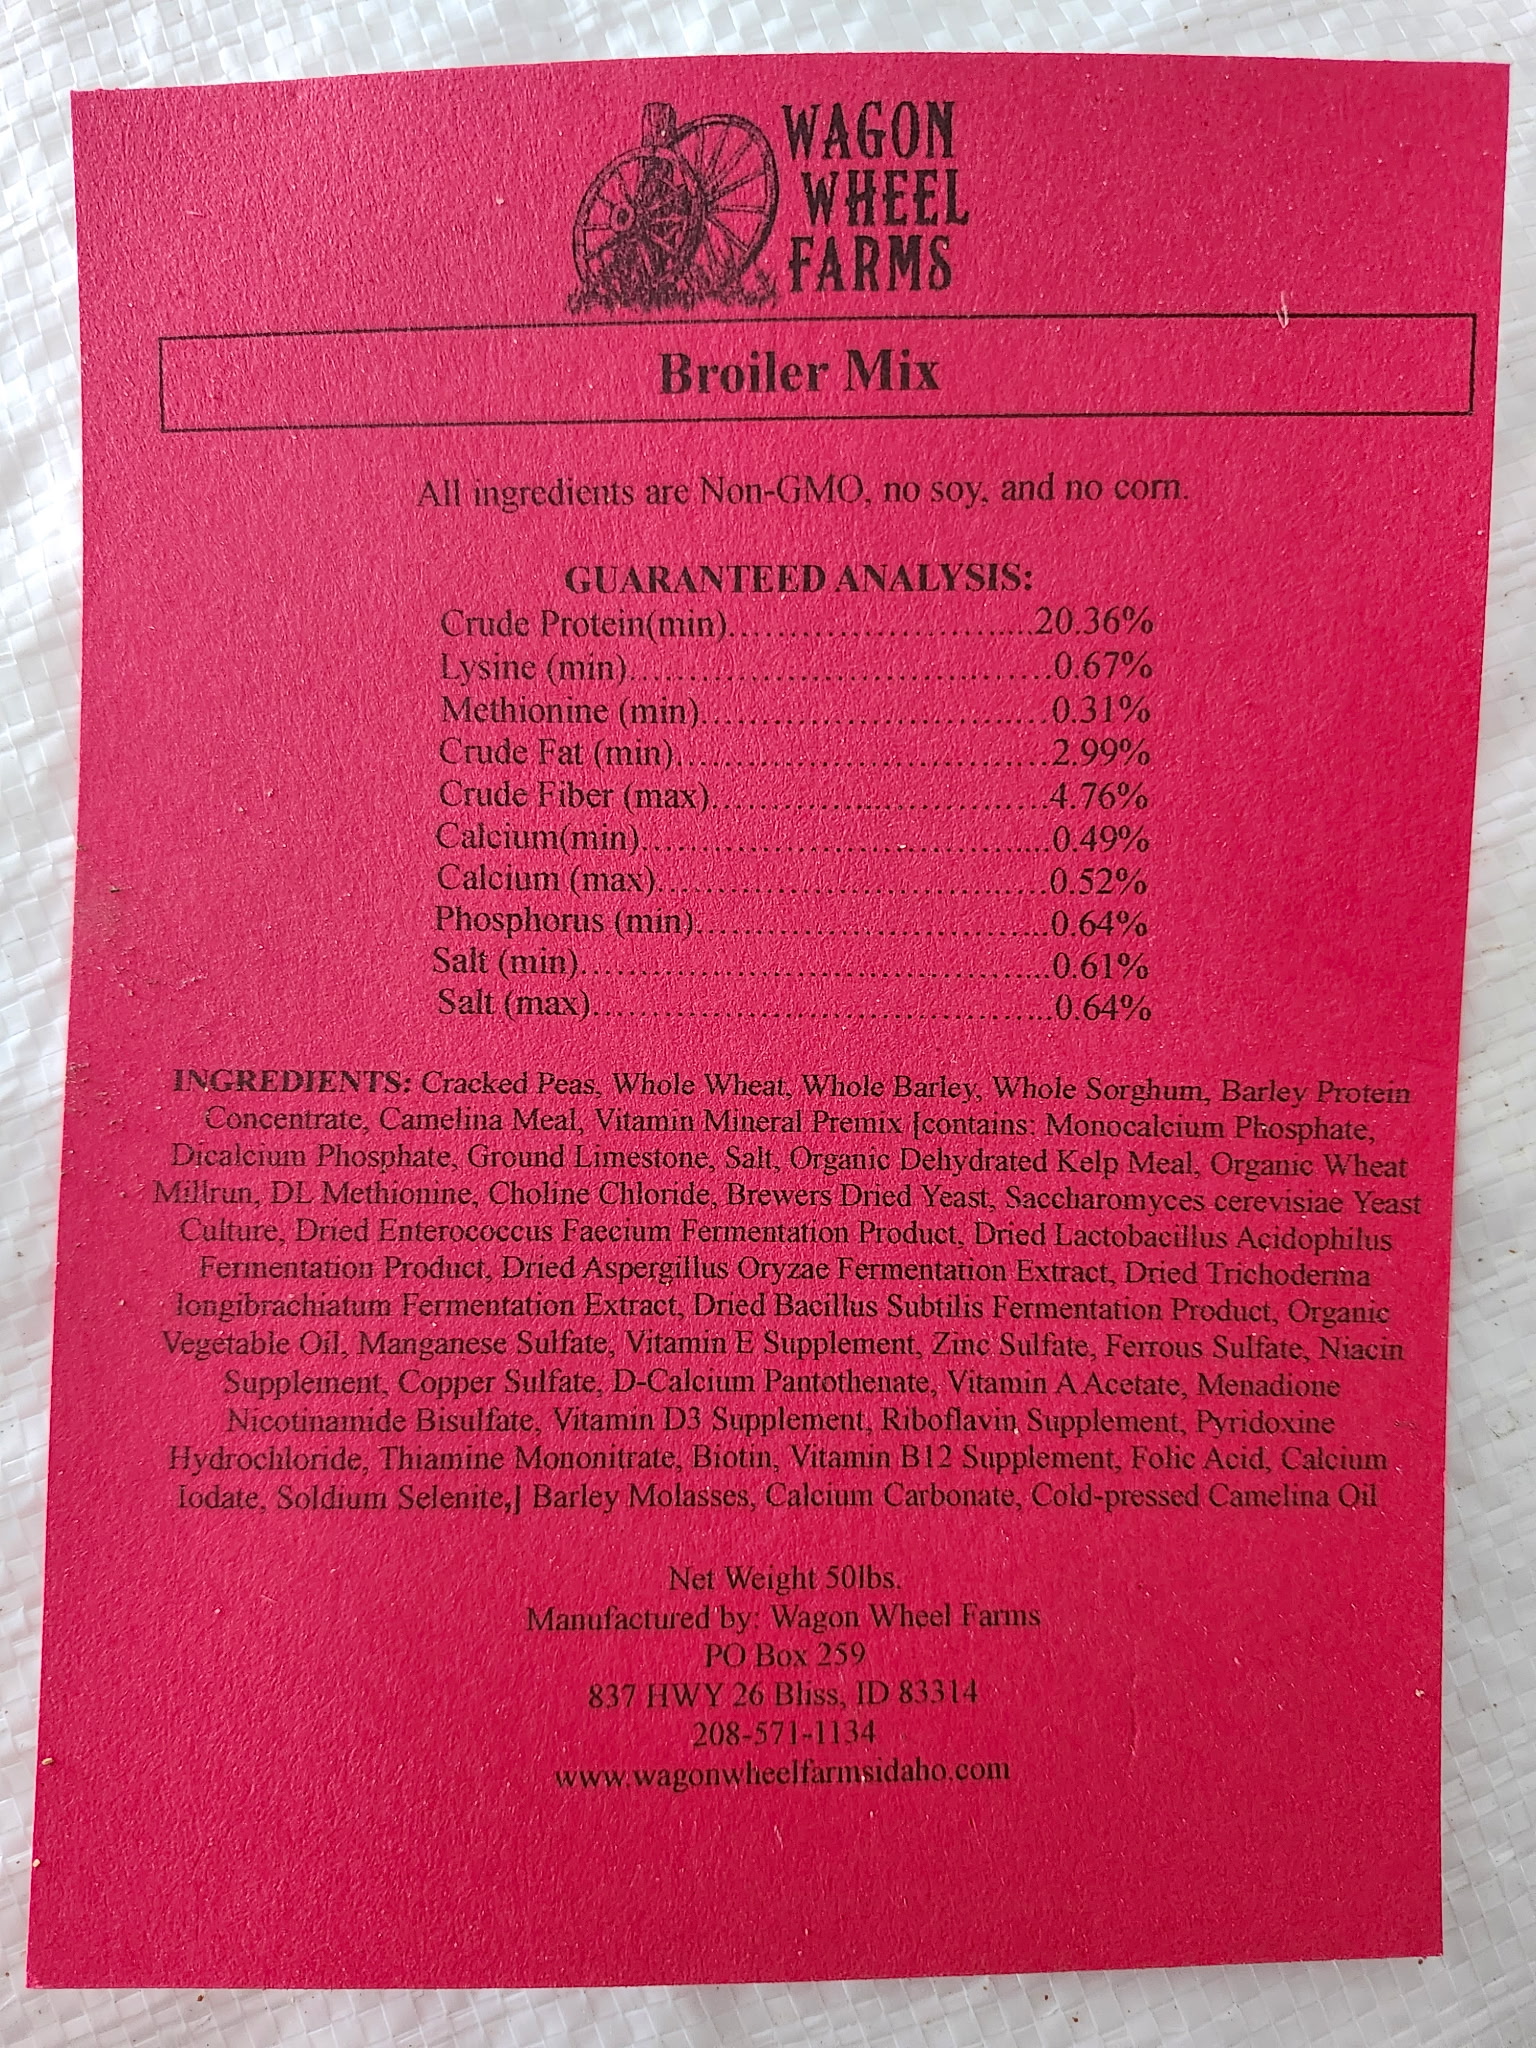 WAGON
WHEEL
FARMS
Broiler Mix
All ingredients are Non-GMO, no soy, and no corn.
GUARANTEED ANALYSIS:
Crude Protein(min)................................20.36%
Lysine (min)..........................................0.67%
Methionine (min)..................................0.31%
Crude Fat (min).....................................2.99%
Crude Fiber (max).................................4.76%
Calcium(min)........................................0.49%
Calcium (max).......................................0.52%
Phosphorus (min)...................................0.64%
Salt (min)..............................................0.61%
Salt (max).............................................0.64%
INGREDIENTS: Cracked Peas, Whole Wheat, Whole Barley, Whole Sorghum, Barley Protein
Concentrate, Camelina Meal, Vitamin Mineral Premix [contains: Monocalcium Phosphate,
Dicalcium Phosphate, Ground Limestone, Salt, Organic Dehydrated Kelp Meal, Organic Wheat
Millrun, DL Methionine, Choline Chloride, Brewers Dried Yeast, Saccharomyces cerevisiae Yeast
Culture, Dried Enterococcus Faecium Fermentation Product, Dried Lactobacillus Acidophilus
Fermentation Product, Dried Aspergillus Oryzae Fermentation Extract, Dried Trichoderma
longibrachiatum Fermentation Extract, Dried Bacillus Subtilis Fermentation Product, Organic
Vegetable Oil, Manganese Sulfate, Vitamin E Supplement, Zinc Sulfate, Ferrous Sulfate, Niacin
Supplement, Copper Sulfate, D-Calcium Pantothenate, Vitamin A Acetate, Menadione
Nicotinamide Bisulfate, Vitamin D3 Supplement, Riboflavin Supplement, Pyridoxine
Hydrochloride, Thiamine Mononitrate, Biotin, Vitamin B12 Supplement, Folic Acid, Calcium
Iodate, Soldium Selenite,] Barley Molasses, Calcium Carbonate, Cold-pressed Camelina Oil
Net Weight 50lbs.
Manufactured by: Wagon Wheel Farms
PO Box 259
837 HWY 26 Bliss, ID 83314
208-571-1134
www.wagonwheelfarmsidaho.com